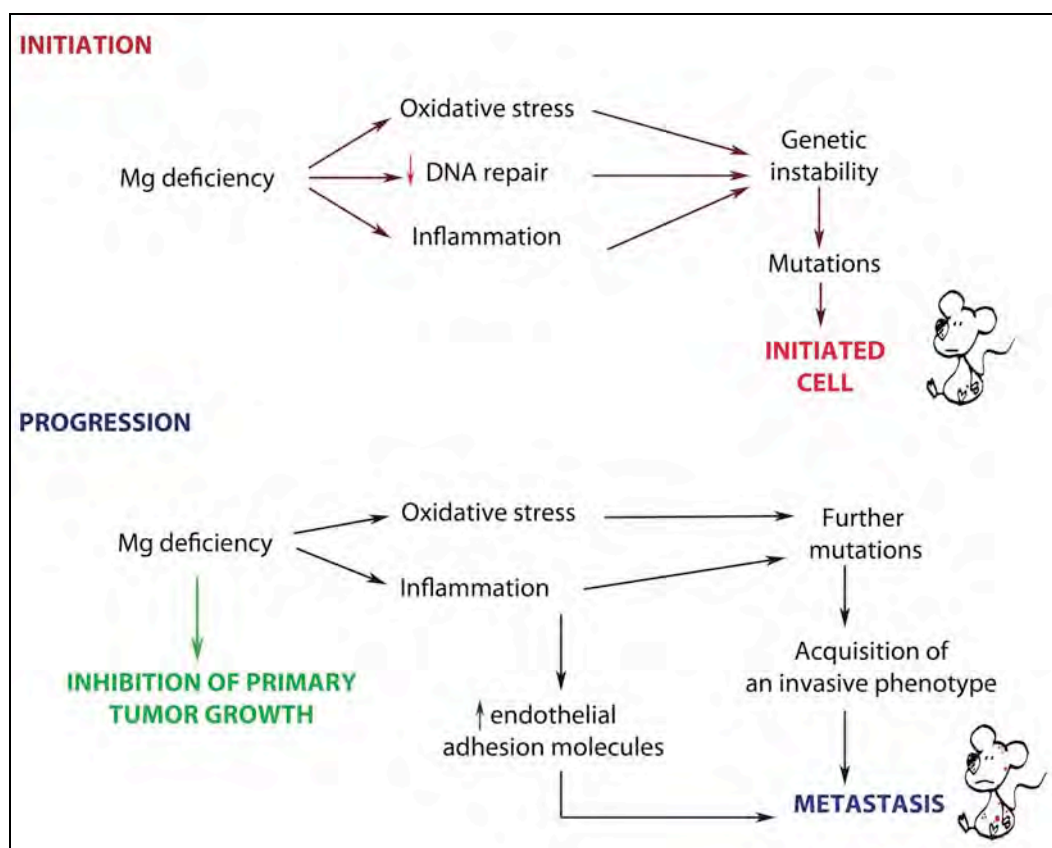 INITIATION
Oxidative stress
Mg deficiency
↓ DNA repair
Inflammation
Genetic
instability
Mutations
INITIATED
CELL
PROGRESSION
Mg deficiency
Oxidative stress
Inflammation
Further
mutations
INHIBITION OF PRIMARY
TUMOR GROWTH
↑ endothelial
adhesion molecules
Acquisition of
an invasive phenotype
METASTASIS